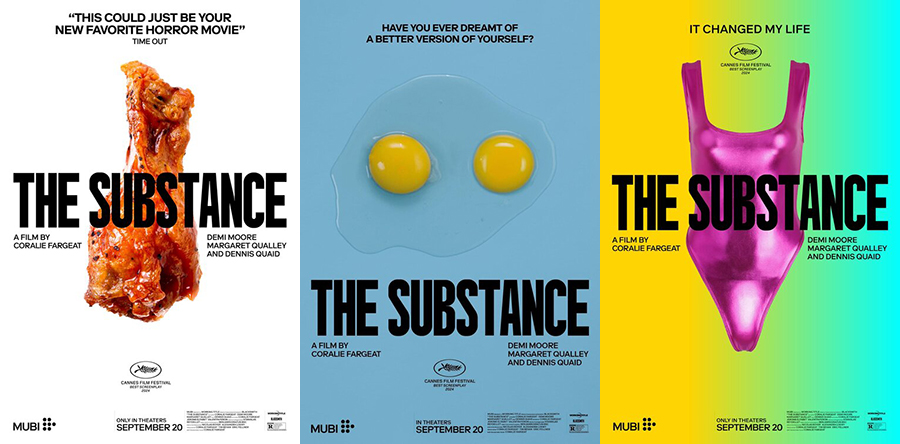 “THIS COULD JUST BE YOUR
NEW FAVORITE HORROR MOVIE”
TIME OUT
THE SUBSTANCE
A FILM BY
CORALIE FARGEAT
DEMI MOORE
MARGARET QUALLEY
AND DENNIS QUAID
CANNES FILM FESTIVAL
2024
MUBI
ONLY IN THEATERS
SEPTEMBER 20
HAVE YOU EVER DREAMT OF
A BETTER VERSION OF YOURSELF?
THE SUBSTANCE
A FILM BY
CORALIE FARGEAT
DEMI MOORE
MARGARET QUALLEY
AND DENNIS QUAID
CANNES FILM FESTIVAL
2024
MUBI
IN THEATERS
SEPTEMBER 20
IT CHANGED MY LIFE
CANNES FILM FESTIVAL
BEST SCREENPLAY
2024
THE SUBSTANCE
A FILM BY
CORALIE FARGEAT
DEMI MOORE
MARGARET QUALLEY
AND DENNIS QUAID
MUBI
ONLY IN THEATERS
SEPTEMBER 20